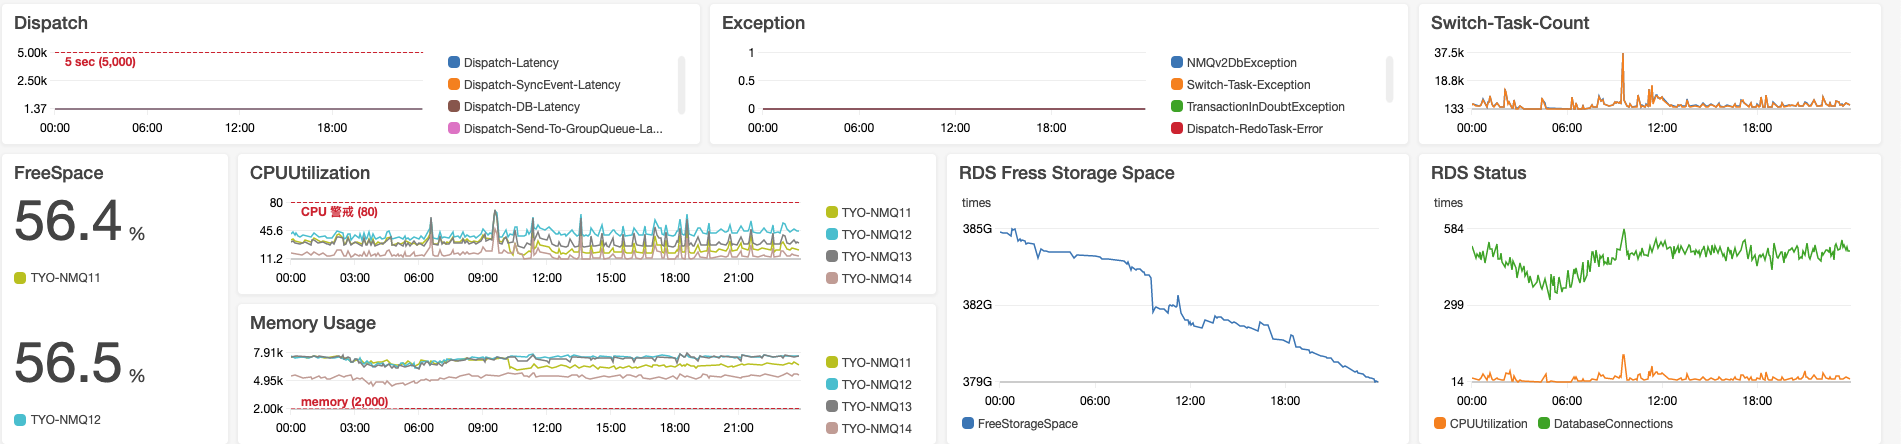 Dispatch
5.00k
5 sec (5,000)
2.50k
1.37
00:00 06:00 12:00 18:00
Dispatch-Latency
Dispatch-SyncEvent-Latency
Dispatch-DB-Latency
Dispatch-Send-To-GroupQueue-La...
Exception
1
0.5
0
00:00 06:00 12:00 18:00
NMQv2DbException
Switch-Task-Exception
TransactionInDoubtException
Dispatch-RedoTask-Error
Switch-Task-Count
37.5k
18.8k
133
00:00 06:00 12:00 18:00
FreeSpace
56.4 %
TYO-NMQ11
56.5 %
TYO-NMQ12
CPUUtilization
80
CPU 警戒 (80)
45.6
11.2
00:00 03:00 06:00 09:00 12:00 15:00 18:00 21:00
TYO-NMQ11
TYO-NMQ12
TYO-NMQ13
TYO-NMQ14
Memory Usage
7.91k
4.95k
memory (2,000)
2.00k
00:00 03:00 06:00 09:00 12:00 15:00 18:00 21:00
TYO-NMQ11
TYO-NMQ12
TYO-NMQ13
TYO-NMQ14
RDS Fress Storage Space
times
385G
382G
379G
00:00 06:00 12:00 18:00
FreeStorageSpace
RDS Status
times
584
299
14
00:00 06:00 12:00 18:00
CPUUtilization DatabaseConnections